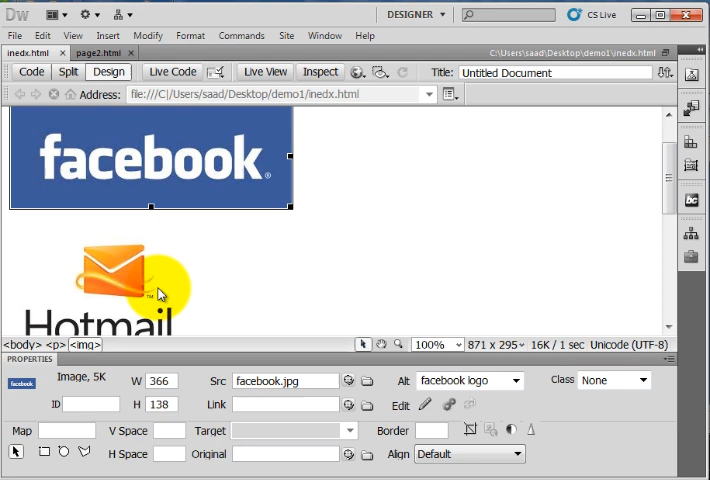 Dw DESIGNER CS Live
File Edit View Insert Modify Format Commands Site Window Help
inedx.html page2.html C:\Users\saad\Desktop\demo1\inedx.html
Code Split Design Live Code Live View Inspect Title: Untitled Document
Address: file:///C|/Users/saad/Desktop/demo1/inedx.html
facebook®
TM
Hotmail
bc
<body> <p> <img> 100% 871 x 295 16K / 1 sec Unicode (UTF-8)
PROPERTIES
facebook Image, 5K W 366 Src facebook.jpg Alt facebook logo Class None
ID H 138 Link Edit
Map V Space Target Border
H Space Original Align Default